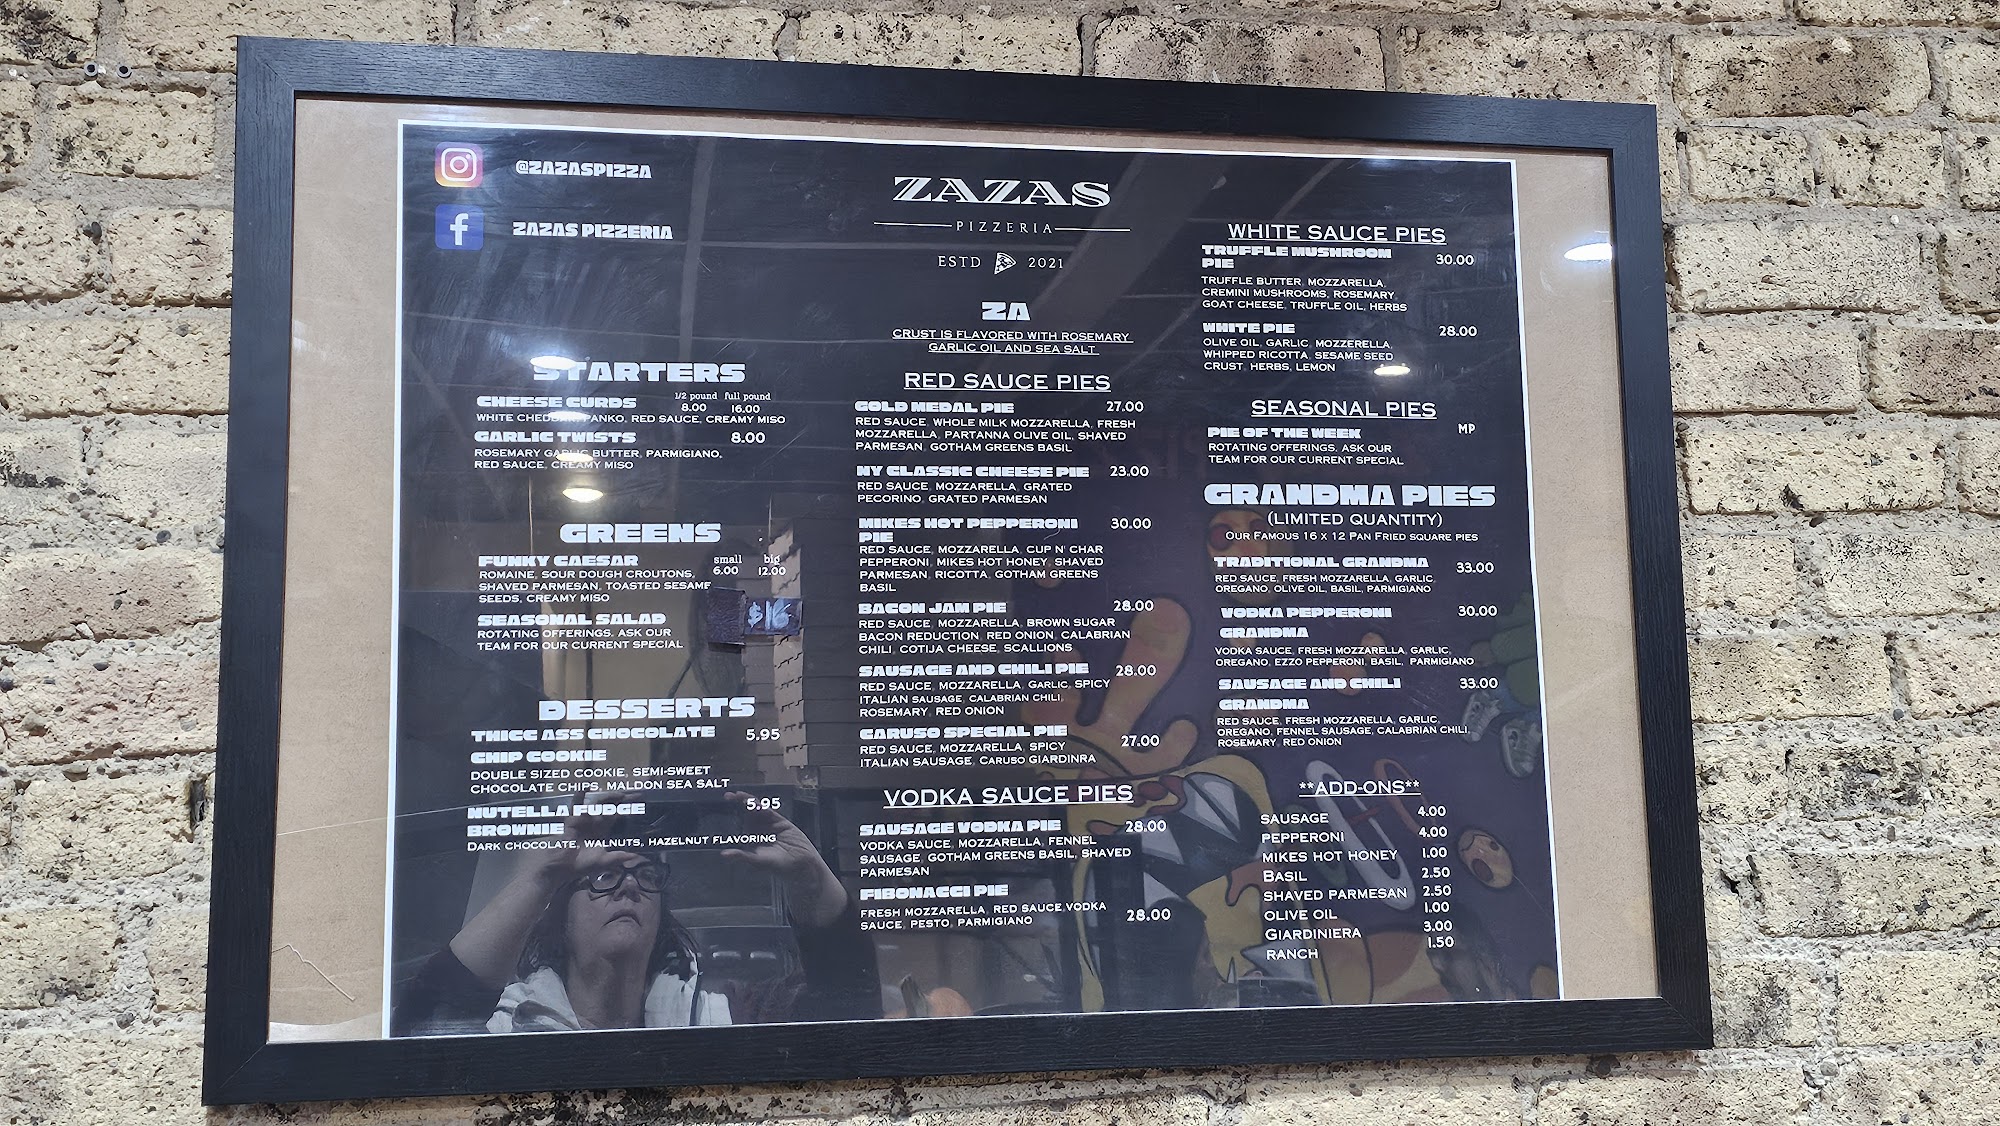 @ZAZASPIZZA
ZAZAS PIZZERIA
ZAZAS
PIZZERIA
ESTD 2021
ZA
CRUST IS FLAVORED WITH ROSEMARY
GARLIC OIL AND SEA SALT
STARTERS
1/2 pound full pound
CHEESE CURDS 8.00 16.00
WHITE CHEDDAR, PANKO, RED SAUCE, CREAMY MISO
GARLIC TWISTS 8.00
ROSEMARY GARLIC BUTTER, PARMIGIANO,
RED SAUCE, CREAMY MISO
GREENS
small big
FUNKY CAESAR 6.00 12.00
ROMAINE, SOUR DOUGH CROUTONS,
SHAVED PARMESAN, TOASTED SESAME
SEEDS, CREAMY MISO
SEASONAL SALAD $16
ROTATING OFFERINGS. ASK OUR
TEAM FOR OUR CURRENT SPECIAL
DESSERTS
THICC ASS CHOCOLATE 5.95
CHIP COOKIE
DOUBLE SIZED COOKIE, SEMI-SWEET
CHOCOLATE CHIPS, MALDON SEA SALT
NUTELLA FUDGE 5.95
BROWNIE
DARK CHOCOLATE, WALNUTS, HAZELNUT FLAVORING
RED SAUCE PIES
GOLD MEDAL PIE 27.00
RED SAUCE, WHOLE MILK MOZZARELLA, FRESH
MOZZARELLA, PARTANNA OLIVE OIL, SHAVED
PARMESAN, GOTHAM GREENS BASIL
NY CLASSIC CHEESE PIE 23.00
RED SAUCE, MOZZARELLA, GRATED
PECORINO, GRATED PARMESAN
MIKES HOT PEPPERONI 30.00
PIE
RED SAUCE, MOZZARELLA, CUP N' CHAR
PEPPERONI, MIKES HOT HONEY, SHAVED
PARMESAN, RICOTTA, GOTHAM GREENS
BASIL
BACON JAM PIE 28.00
RED SAUCE, MOZZARELLA, BROWN SUGAR
BACON REDUCTION, RED ONION, CALABRIAN
CHILI, COTIJA CHEESE, SCALLIONS
SAUSAGE AND CHILI PIE 28.00
RED SAUCE, MOZZARELLA, GARLIC, SPICY
ITALIAN SAUSAGE, CALABRIAN CHILI,
ROSEMARY, RED ONION
CARUSO SPECIAL PIE 27.00
RED SAUCE, MOZZARELLA, SPICY
ITALIAN SAUSAGE, CARUSO GIARDINRA
VODKA SAUCE PIES
SAUSAGE VODKA PIE 28.00
VODKA SAUCE, MOZZARELLA, FENNEL
SAUSAGE, GOTHAM GREENS BASIL, SHAVED
PARMESAN
FIBONACCI PIE
FRESH MOZZARELLA, RED SAUCE,VODKA
SAUCE, PESTO, PARMIGIANO 28.00
WHITE SAUCE PIES
TRUFFLE MUSHROOM 30.00
PIE
TRUFFLE BUTTER, MOZZARELLA,
CREMINI MUSHROOMS, ROSEMARY,
GOAT CHEESE, TRUFFLE OIL, HERBS
WHITE PIE 28.00
OLIVE OIL, GARLIC, MOZZERELLA,
WHIPPED RICOTTA, SESAME SEED
CRUST, HERBS, LEMON
SEASONAL PIES
PIE OF THE WEEK MP
ROTATING OFFERINGS. ASK OUR
TEAM FOR OUR CURRENT SPECIAL
GRANDMA PIES
(LIMITED QUANTITY)
OUR FAMOUS 16 X 12 PAN FRIED SQUARE PIES
TRADITIONAL GRANDMA 33.00
RED SAUCE, FRESH MOZZARELLA, GARLIC,
OREGANO, OLIVE OIL, BASIL, PARMIGIANO
VODKA PEPPERONI 30.00
GRANDMA
VODKA SAUCE, FRESH MOZZARELLA, GARLIC,
OREGANO, EZZO PEPPERONI, BASIL, PARMIGIANO
SAUSAGE AND CHILI 33.00
GRANDMA
RED SAUCE, FRESH MOZZARELLA, GARLIC,
OREGANO, FENNEL SAUSAGE, CALABRIAN CHILI,
ROSEMARY, RED ONION
**ADD-ONS**
SAUSAGE 4.00
PEPPERONI 4.00
MIKES HOT HONEY 1.00
BASIL 2.50
SHAVED PARMESAN 2.50
OLIVE OIL 1.00
GIARDINIERA 3.00
RANCH 1.50